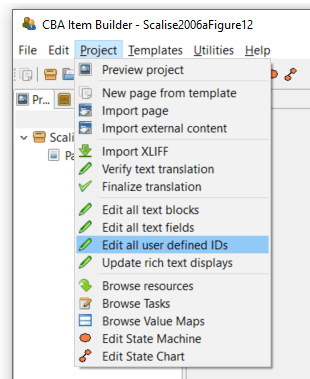 CBA Item Builder - Scalise2006aFigure12
File Edit Project Templates Utilities Help
Preview project
Pr...
New page from template
Import page
Import external content
Scali
Pa
Import XLIFF
Verify text translation
Finalize translation
Edit all text blocks
Edit all text fields
Edit all user defined IDs
Update rich text displays
Browse resources
Browse Tasks
Browse Value Maps
Edit State Machine
Edit State Chart